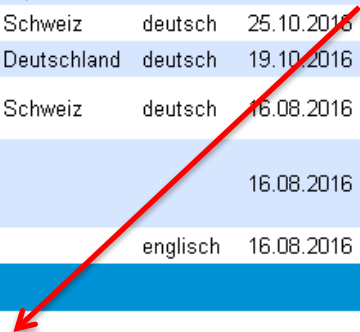 Schweiz deutsch 25.10.2016
Deutschland deutsch 19.10.2016
Schweiz deutsch 16.08.2016
16.08.2016
englisch 16.08.2016